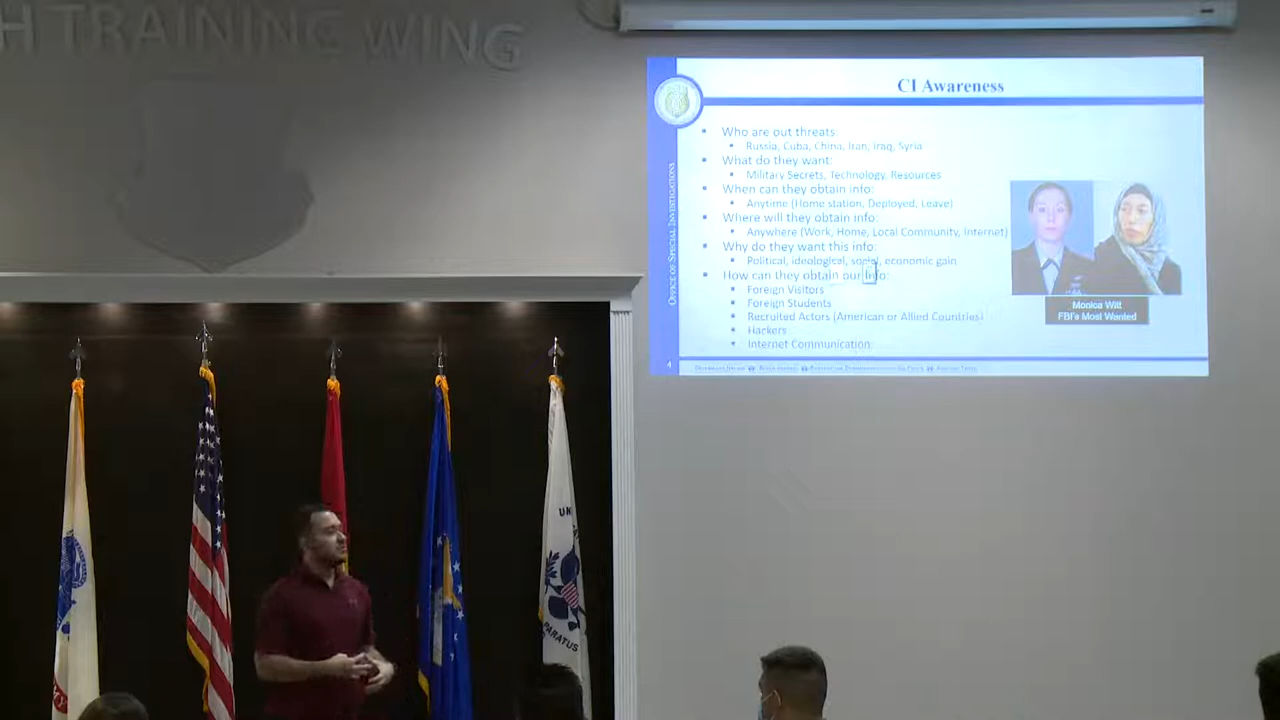 H TRAINING WING
CI Awareness
OFFICE OF SPECIAL INVESTIGATIONS
Who are out threats:
Russia, Cuba, China, Iran, Iraq, Syria
What do they want:
Military Secrets, Technology, Resources
When can they obtain info:
Anytime (Home station, Deployed, Leave)
Where will they obtain info:
Anywhere (Work, Home, Local Community, Internet)
Why do they want this info:
Political, ideological, social, economic gain
How can they obtain our info:
Foreign Visitors
Foreign Students
Recruited Actors (American or Allied Countries)
Hackers
Internet Communication
Monica Witt
FBI's Most Wanted
4
UN
PARATUS